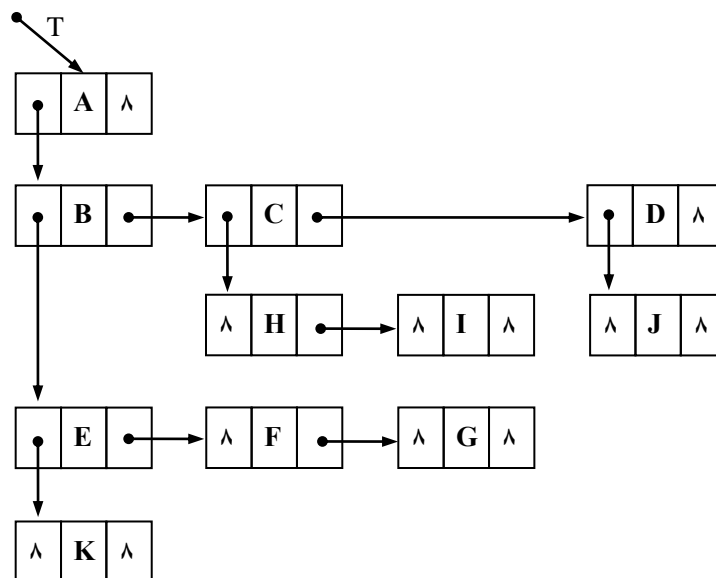 T
A ∧
B C D ∧
∧ H ∧ I ∧ ∧ J ∧
E ∧ F ∧ G ∧
∧ K ∧